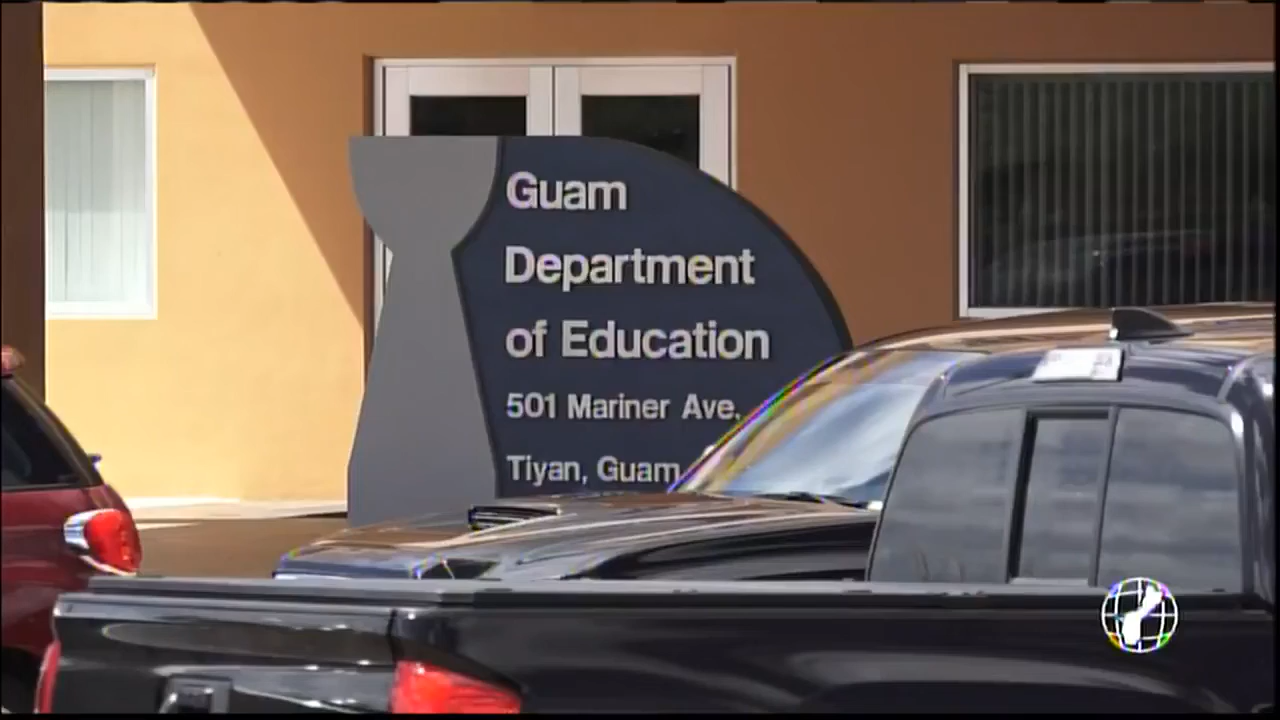 Guam
Department
of Education
501 Mariner Ave.
Tiyan, Guam